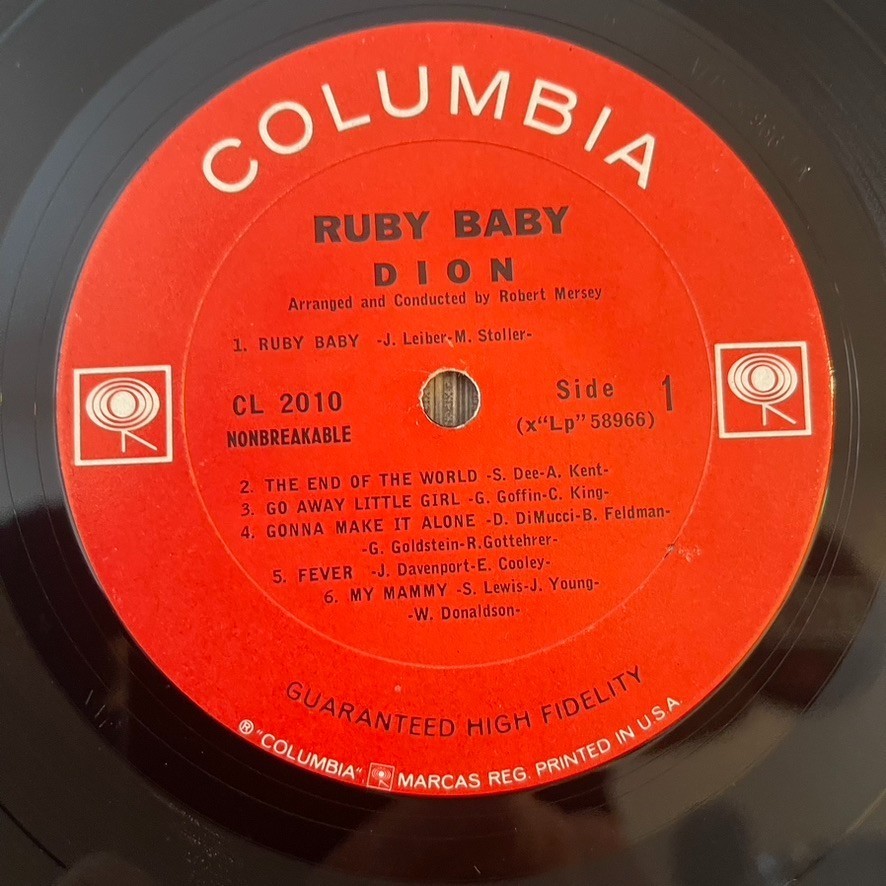 COLUMBIA
RUBY BABY
DION
Arranged and Conducted by Robert Mersey
1. RUBY BABY -J. Leiber-M. Stoller-
CL 2010
NONBREAKABLE
Side 1
(x“Lp” 58966)
2. THE END OF THE WORLD -S. Dee-A. Kent-
3. GO AWAY LITTLE GIRL -G. Goffin-C. King-
4. GONNA MAKE IT ALONE -D. DiMucci-B. Feldman-
-G. Goldstein-R.Gottehrer-
5. FEVER -J. Davenport-E. Cooley-
6. MY MAMMY -S. Lewis-J. Young-
-W. Donaldson-
GUARANTEED HIGH FIDELITY
® "COLUMBIA" MARCAS REG. PRINTED IN U.S.A.